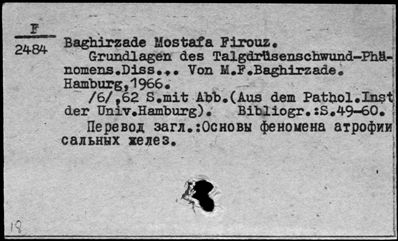 F
2484
Baghirzade Mostafa Firouz.
Grundlagen des Talgdrüsenschwund-Phä-
nomens.Diss... Von M.F.Baghirzade.
Hamburg,1966.
/6/,62 S.mit Abb.(Aus dem Pathol.Inst
der Univ.Hamburg). Bibliogr.:S.49-60.
Перевод загл.:Основы феномена атрофии
сальных желез.
18